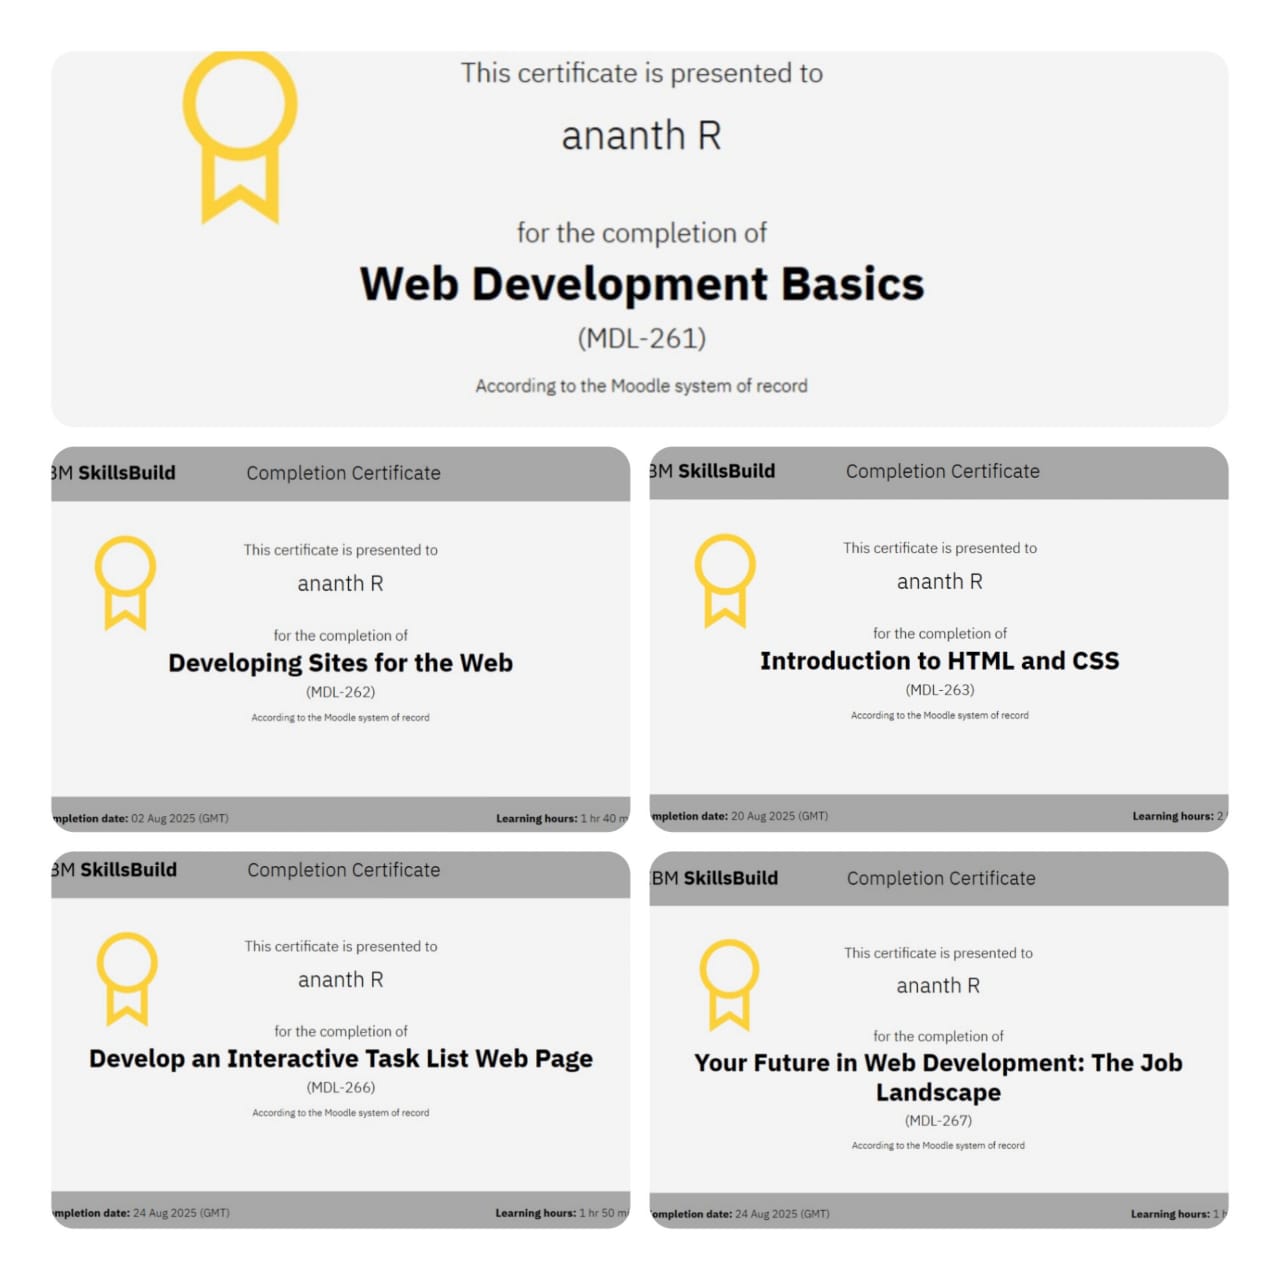 This certificate is presented to
ananth R
for the completion of
Web Development Basics
(MDL-261)
According to the Moodle system of record
BM SkillsBuild Completion Certificate
This certificate is presented to
ananth R
for the completion of
Developing Sites for the Web
(MDL-262)
According to the Moodle system of record
mpletion date: 02 Aug 2025 (GMT) Learning hours: 1 hr 40 m
BM SkillsBuild Completion Certificate
This certificate is presented to
ananth R
for the completion of
Introduction to HTML and CSS
(MDL-263)
According to the Moodle system of record
mpletion date: 20 Aug 2025 (GMT) Learning hours: 2
BM SkillsBuild Completion Certificate
This certificate is presented to
ananth R
for the completion of
Develop an Interactive Task List Web Page
(MDL-266)
According to the Moodle system of record
mpletion date: 24 Aug 2025 (GMT) Learning hours: 1 hr 50 m
BM SkillsBuild Completion Certificate
This certificate is presented to
ananth R
for the completion of
Your Future in Web Development: The Job
Landscape
(MDL-267)
According to the Moodle system of record
ompletion date: 24 Aug 2025 (GMT) Learning hours: 1 h